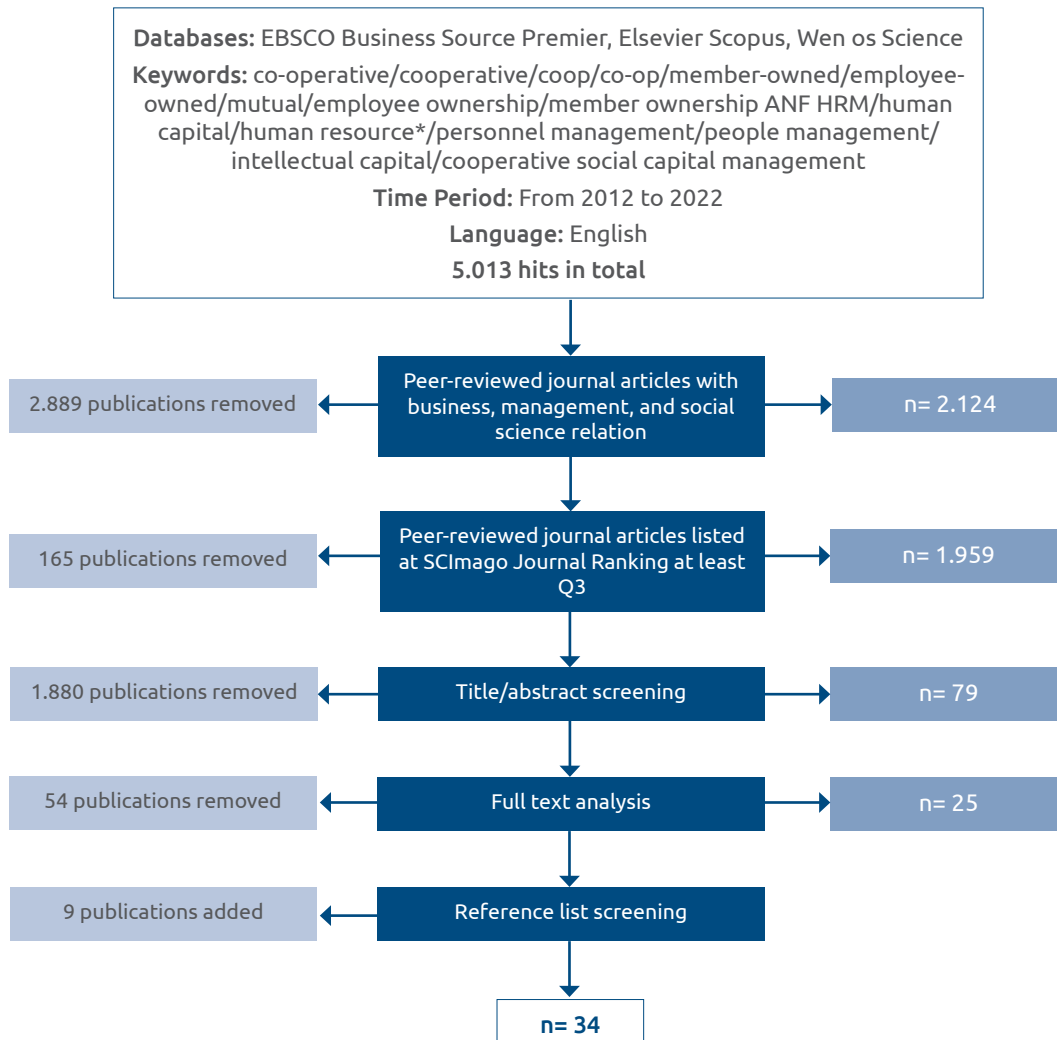 Databases: EBSCO Business Source Premier, Elsevier Scopus, Wen os Science
Keywords: co-operative/cooperative/coop/co-op/member-owned/employee-
owned/mutual/employee ownership/member ownership ANF HRM/human
capital/human resource*/personnel management/people management/
intellectual capital/cooperative social capital management
Time Period: From 2012 to 2022
Language: English
5.013 hits in total
2.889 publications removed
Peer-reviewed journal articles with
business, management, and social
science relation
n= 2.124
165 publications removed
Peer-reviewed journal articles listed
at SCImago Journal Ranking at least
Q3
n= 1.959
1.880 publications removed
Title/abstract screening
n= 79
54 publications removed
Full text analysis
n= 25
9 publications added
Reference list screening
n= 34